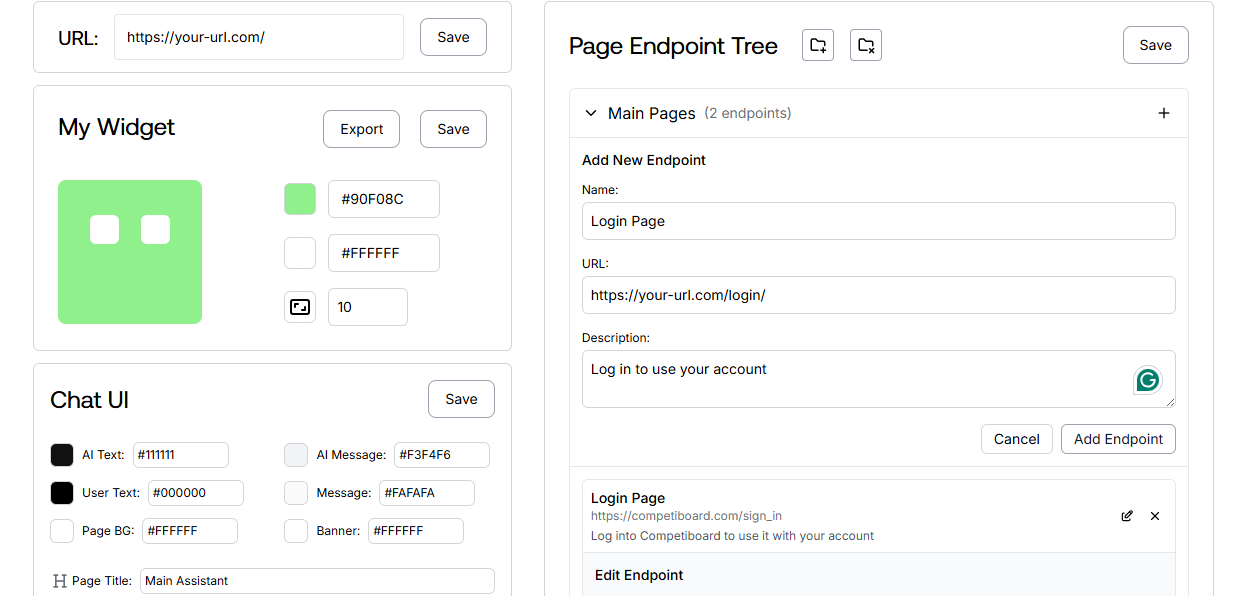 URL:
https://your-url.com/
Save
My Widget
Export
Save
#90F08C
#FFFFFF
10
Chat UI
Save
AI Text:
#111111
AI Message:
#F3F4F6
User Text:
#000000
Message:
#FAFAFA
Page BG:
#FFFFFF
Banner:
#FFFFFF
Page Title:
Main Assistant
Page Endpoint Tree
Save
Main Pages (2 endpoints)
Add New Endpoint
Name:
Login Page
URL:
https://your-url.com/login/
Description:
Log in to use your account
Cancel
Add Endpoint
Login Page
https://competiboard.com/sign_in
Log into Competiboard to use it with your account
Edit Endpoint